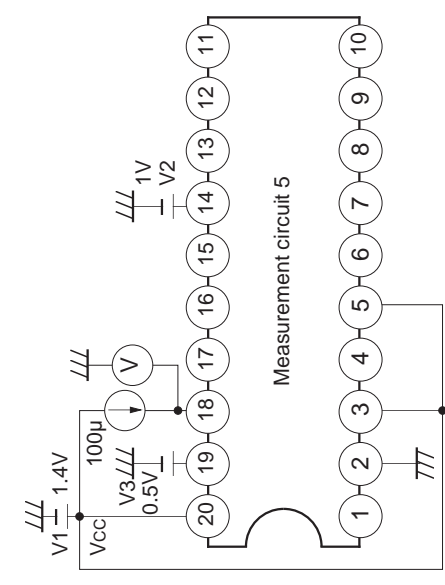 V1 1.4V
Vcc 100μ
V3 V
0.5V 1V
V2
20 19 18 17 16 15 14 13 12 11
Measurement circuit 5
1 2 3 4 5 6 7 8 9 10